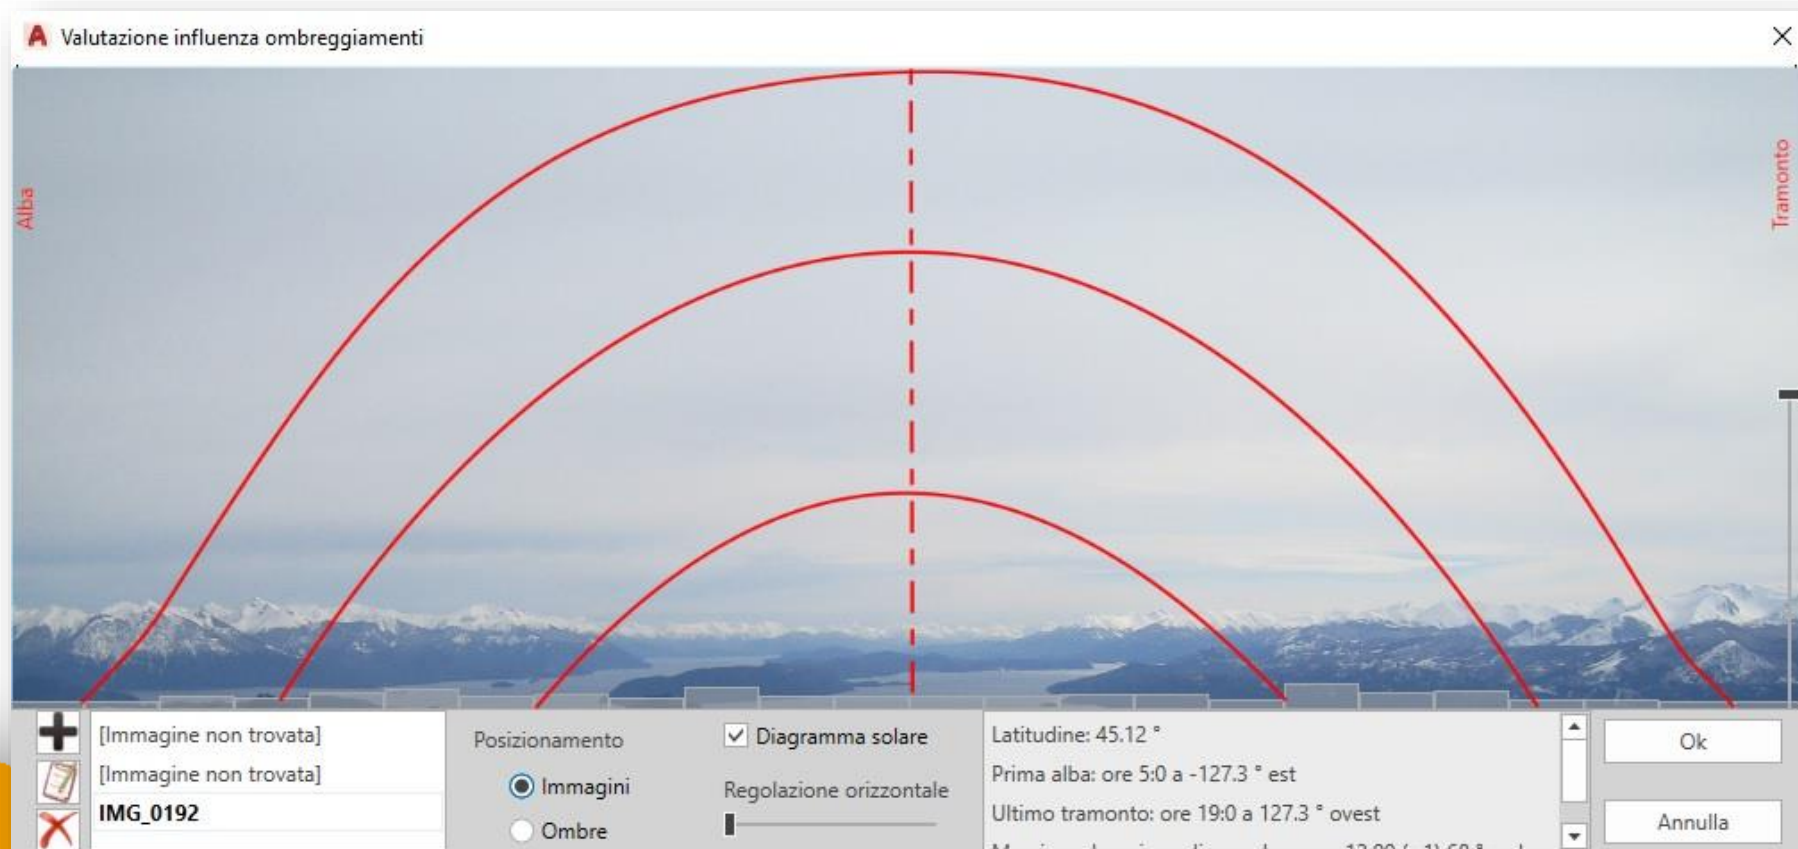 Valutazione influenza ombreggiamenti
Alba
Tramonto
[Immagine non trovata]
[Immagine non trovata]
IMG_0192
Posizionamento
Immagini
Ombre
Diagramma solare
Regolazione orizzontale
Latitudine: 45.12 °
Prima alba: ore 5:0 a -127.3 ° est
Ultimo tramonto: ore 19:0 a 127.3 ° ovest
Ok
Annulla